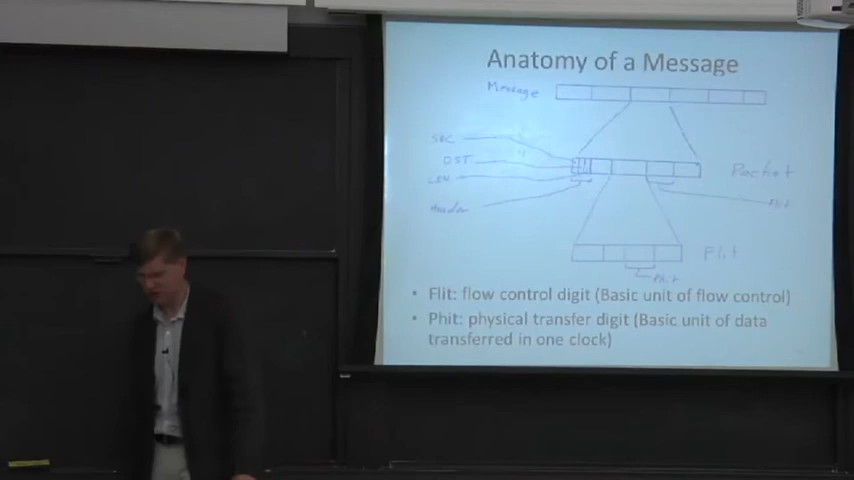 Anatomy of a Message
Message
SRC
DST
LEN
Header
Packet
Flit
Flit
Phit
• Flit: flow control digit (Basic unit of flow control)
• Phit: physical transfer digit (Basic unit of data
transferred in one clock)